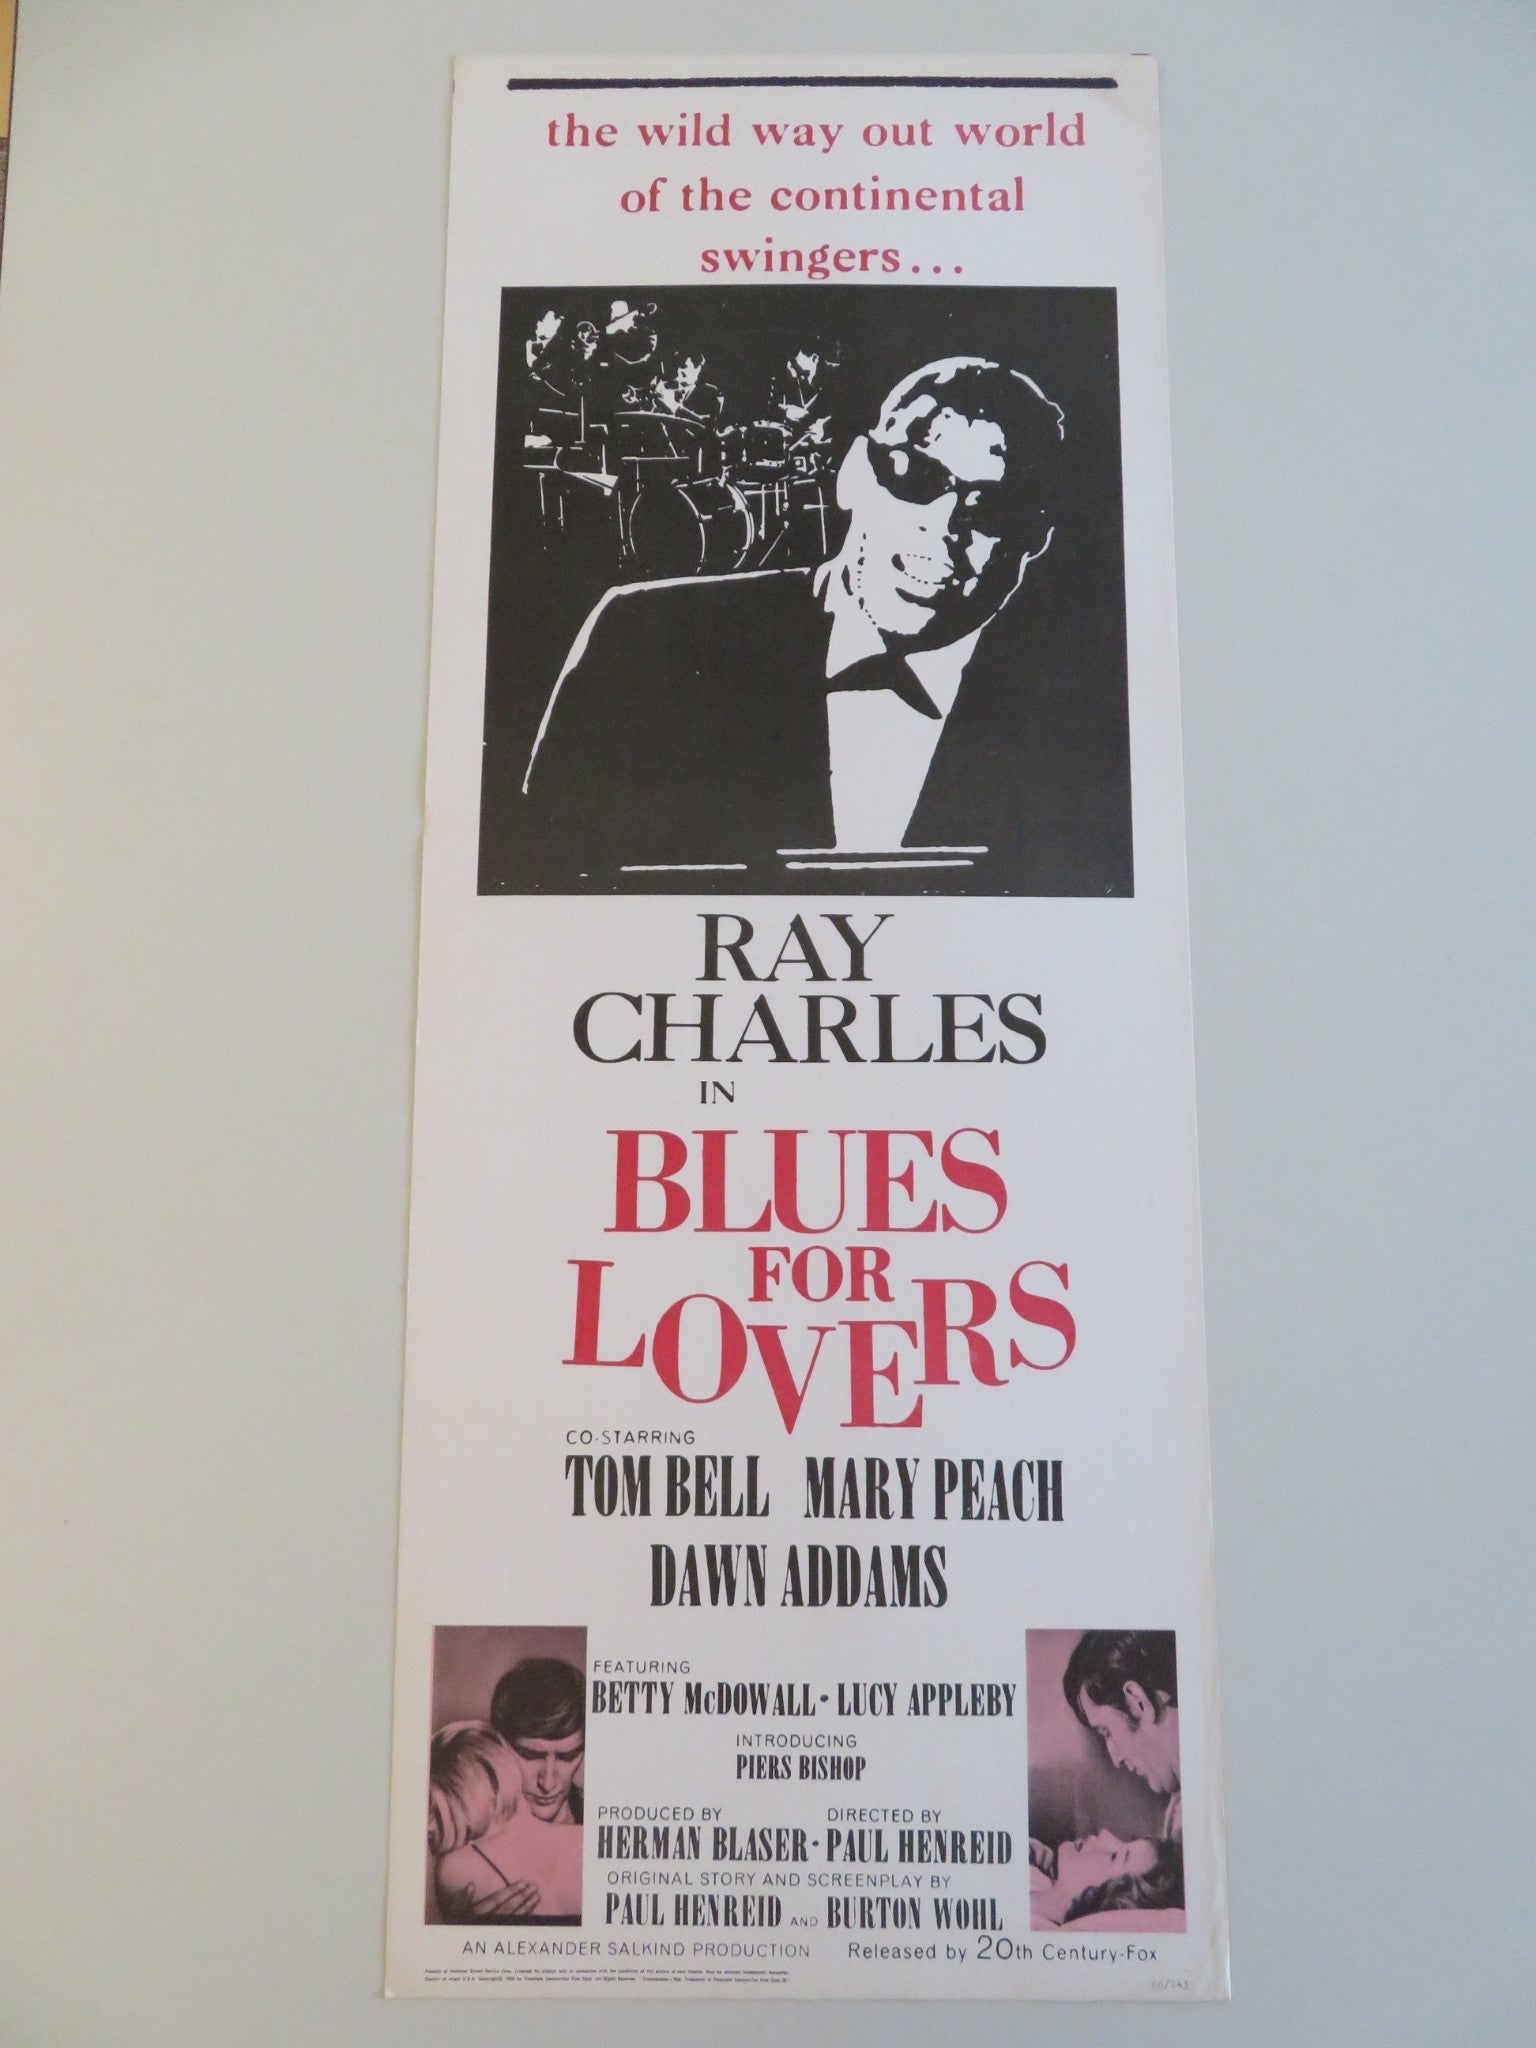 the wild way out world
of the continental
swingers...
RAY
CHARLES
IN
BLUES
FOR
LOVERS
CO-STARRING
TOM BELL MARY PEACH
DAWN ADDAMS
FEATURING
BETTY McDOWALL · LUCY APPLEBY
INTRODUCING
PIERS BISHOP
PRODUCED BY DIRECTED BY
HERMAN BLASER · PAUL HENREID
ORIGINAL STORY AND SCREENPLAY BY
PAUL HENREID AND BURTON WOHL
AN ALEXANDER SALKIND PRODUCTION Released by 20th Century-Fox
66/243